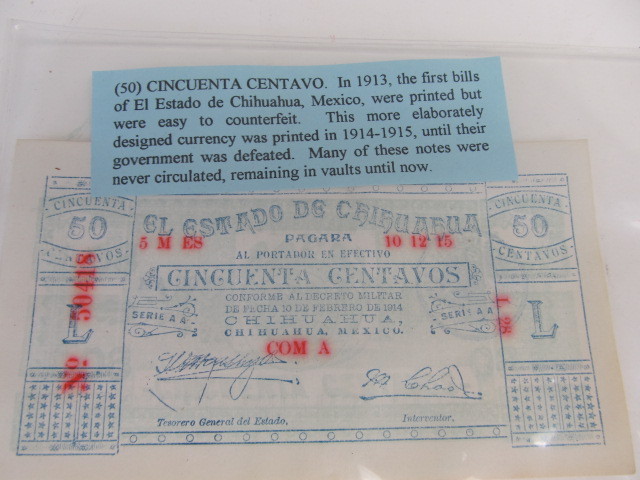 (50) CINCUENTA CENTAVO. In 1913, the first bills
of El Estado de Chihuahua, Mexico, were printed but
were easy to counterfeit. This more elaborately
designed currency was printed in 1914-1915, until their
government was defeated. Many of these notes were
never circulated, remaining in vaults until now.
CINCUENTA
50
CENTAVOS
L
No. 50418
EL ESTADO DE CHIHUAHUA
5 M ES
PAGARA
10 12 15
AL PORTADOR EN EFECTIVO
CINCUENTA CENTAVOS
CONFORME AL DECRETO MILITAR
DE FECHA 10 DE FEBRERO DE 1914
SERIE A A
CHIHUAHUA,
SERIE A A
CHIHUAHUA, MEXICO.
COM A
Tesorero General del Estado,
Interventor,
CINCUENTA
50
CENTAVOS
L